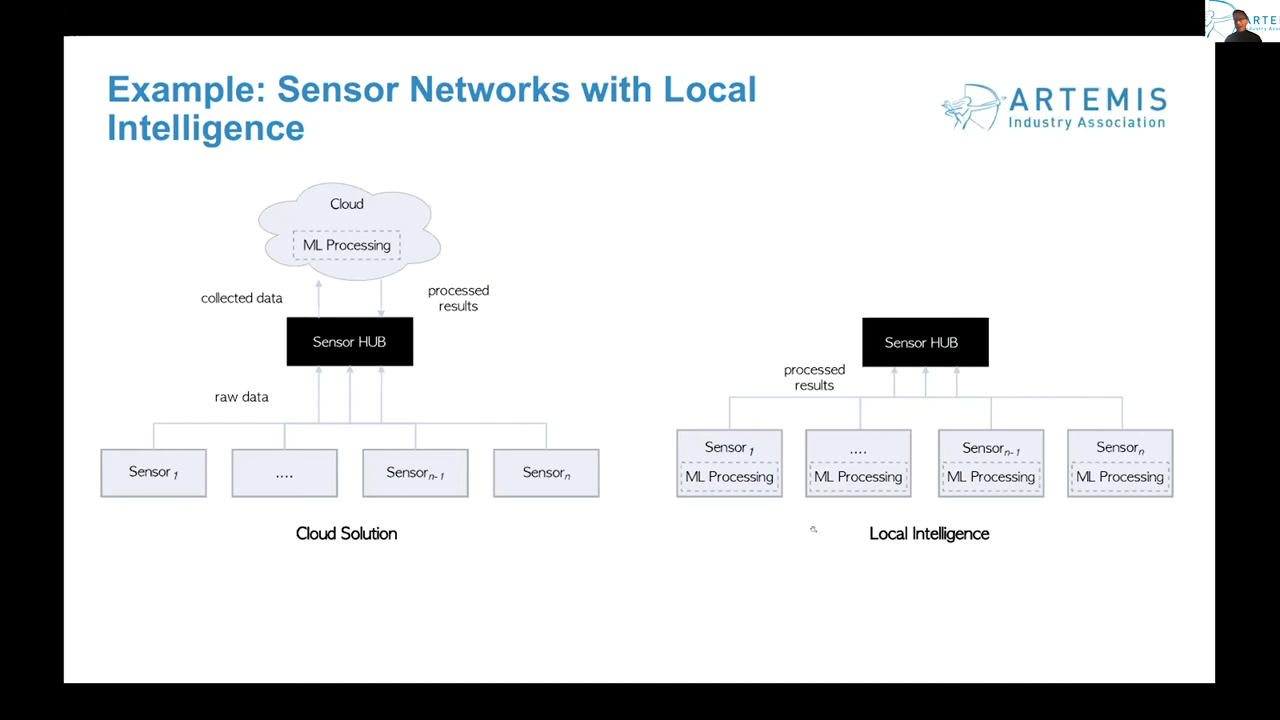 Example: Sensor Networks with Local
Intelligence
ARTEMIS
Industry Association
Cloud
ML Processing
collected data
processed
results
Sensor HUB
raw data
Sensor 1
....
Sensor n-1
Sensor n
Cloud Solution
Sensor HUB
processed
results
Sensor 1
ML Processing
....
ML Processing
Sensor n-1
ML Processing
Sensor n
ML Processing
Local Intelligence